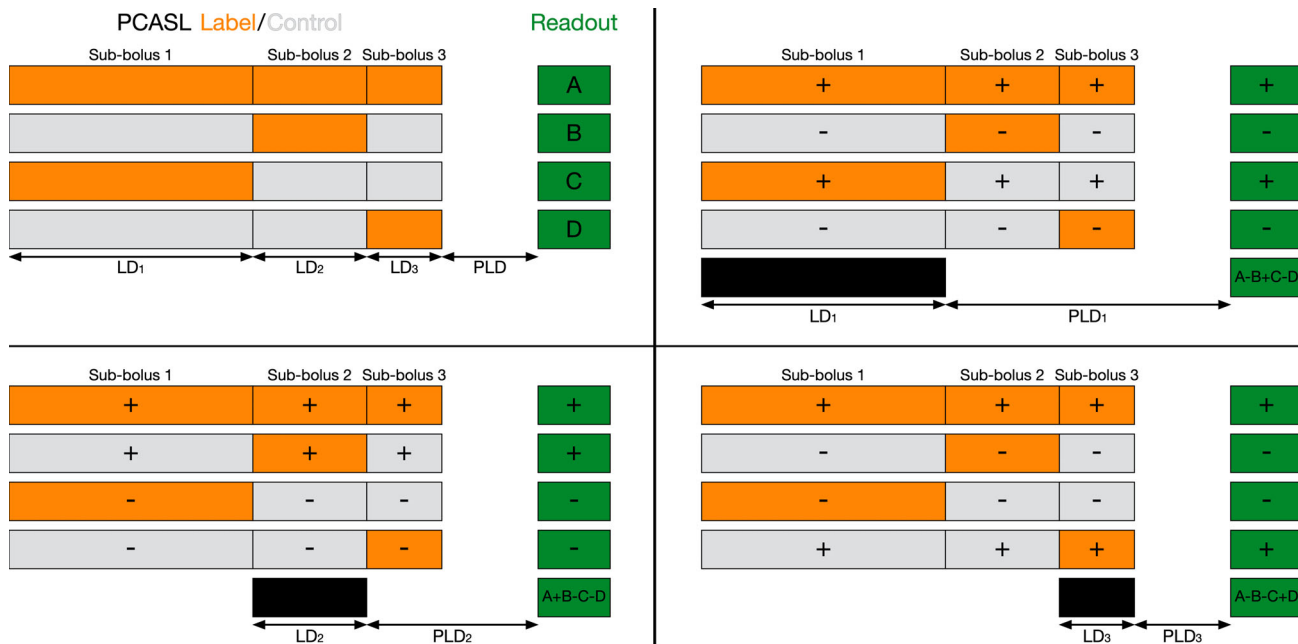 PCASL Label/Control Readout
Sub-bolus 1 Sub-bolus 2 Sub-bolus 3
A
B
C
D
LD1 LD2 LD3 PLD
Sub-bolus 1 Sub-bolus 2 Sub-bolus 3
+ + + +
- - - -
+ + + +
- - - -
A-B+C-D
LD1 PLD1
Sub-bolus 1 Sub-bolus 2 Sub-bolus 3
+ + + +
+ + + +
- - - -
- - - -
A+B-C-D
LD2 PLD2
Sub-bolus 1 Sub-bolus 2 Sub-bolus 3
+ + + +
- - - -
- - - -
+ + + +
A-B-C+D
LD3 PLD3